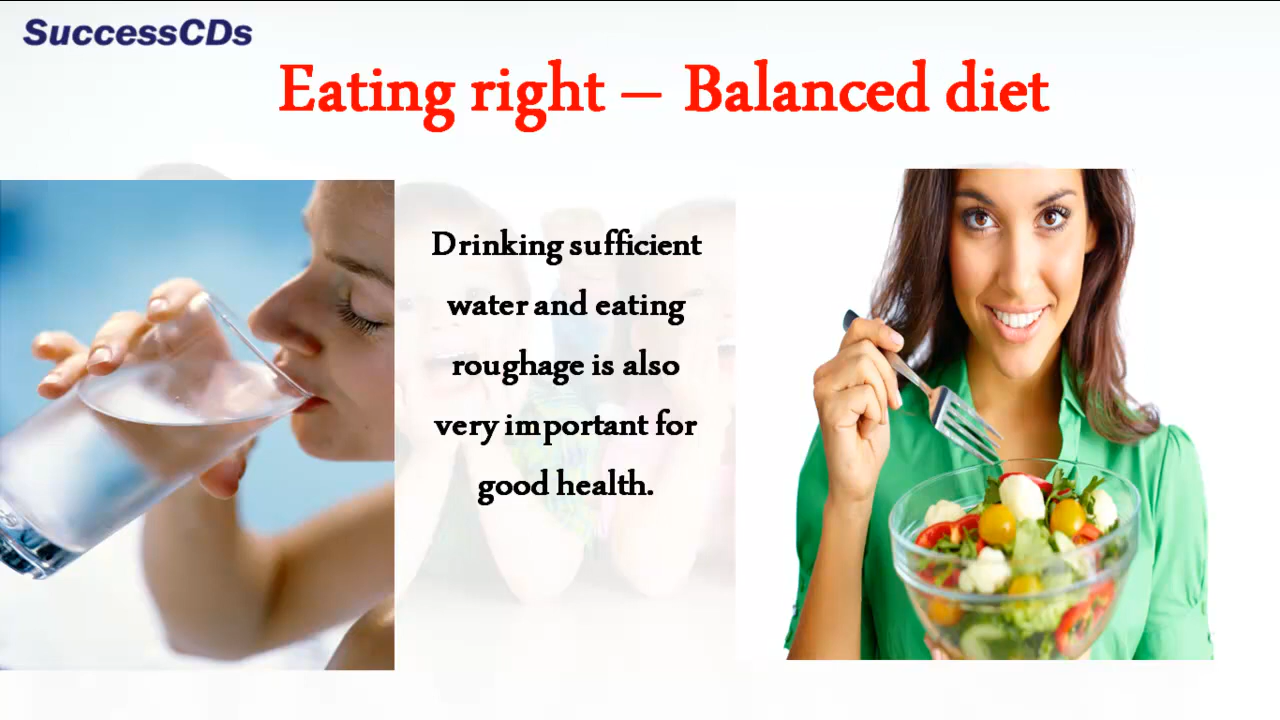 SuccessCDs
Eating right – Balanced diet
Drinking sufficient
water and eating
roughage is also
very important for
good health.